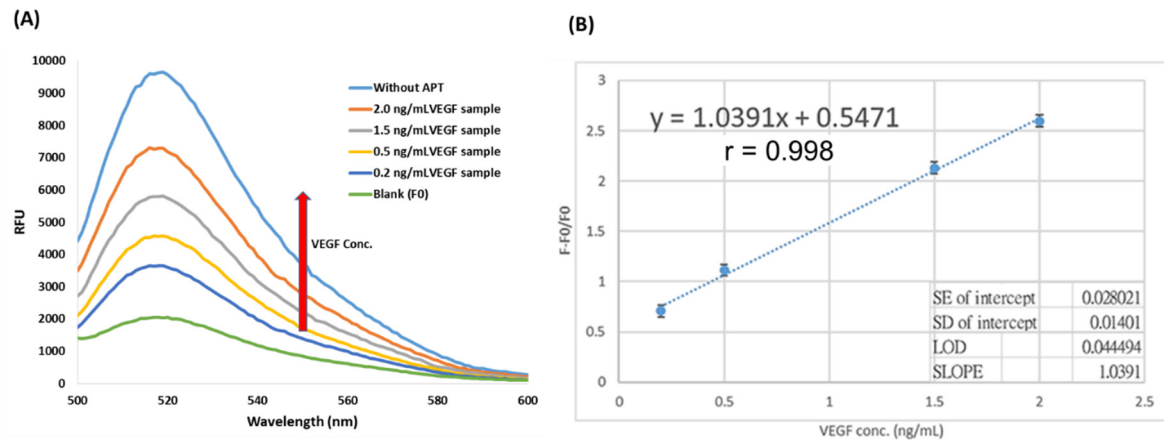 (A)
10000
9000
8000
7000
6000
5000
4000
3000
2000
1000
0
RFU
500
520
540
560
580
600
Wavelength (nm)
Without APT
2.0 ng/mLVEGF sample
1.5 ng/mLVEGF sample
0.5 ng/mLVEGF sample
0.2 ng/mLVEGF sample
Blank (F0)
VEGF Conc.
(B)
3
2.5
2
1.5
1
0.5
0
F-F0/F0
y = 1.0391x + 0.5471
r = 0.998
SE of intercept 0.028021
SD of intercept 0.01401
LOD 0.044494
SLOPE 1.0391
0
0.5
1
1.5
2
2.5
VEGF conc. (ng/mL)